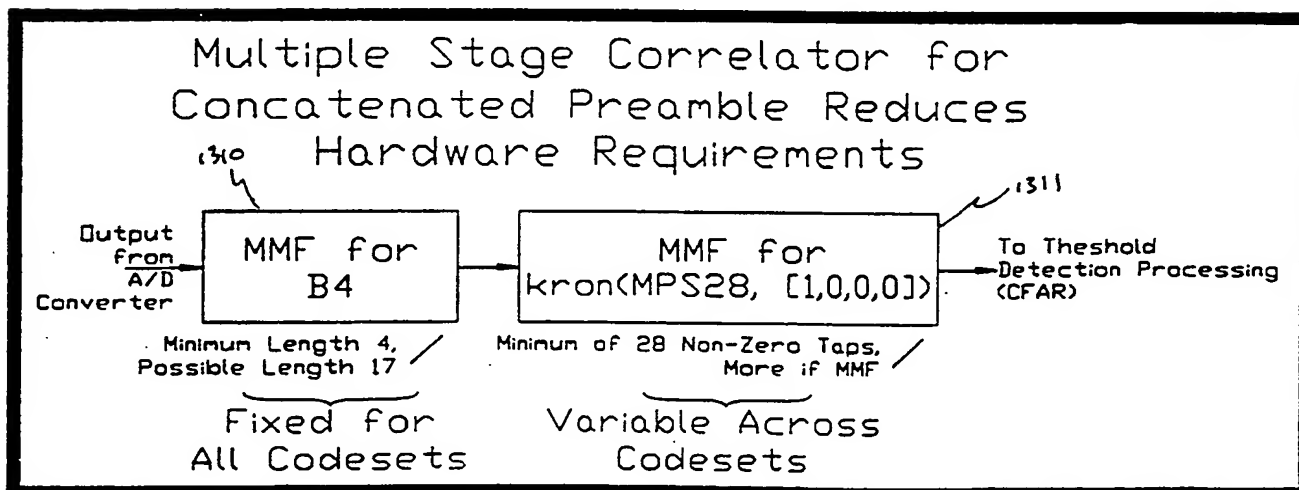 Multiple Stage Correlator for
Concatenated Preamble Reduces
Hardware Requirements
1310
1311
Output
from
A/D
Converter
MMF for
B4
MMF for
kron(MPS28, [1,0,0,0])
To Theshold
Detection Processing
(CFAR)
Minimum Length 4,
Possible Length 17
Minimum of 28 Non-Zero Taps,
More if MMF
Fixed for
All Codesets
Variable Across
Codesets